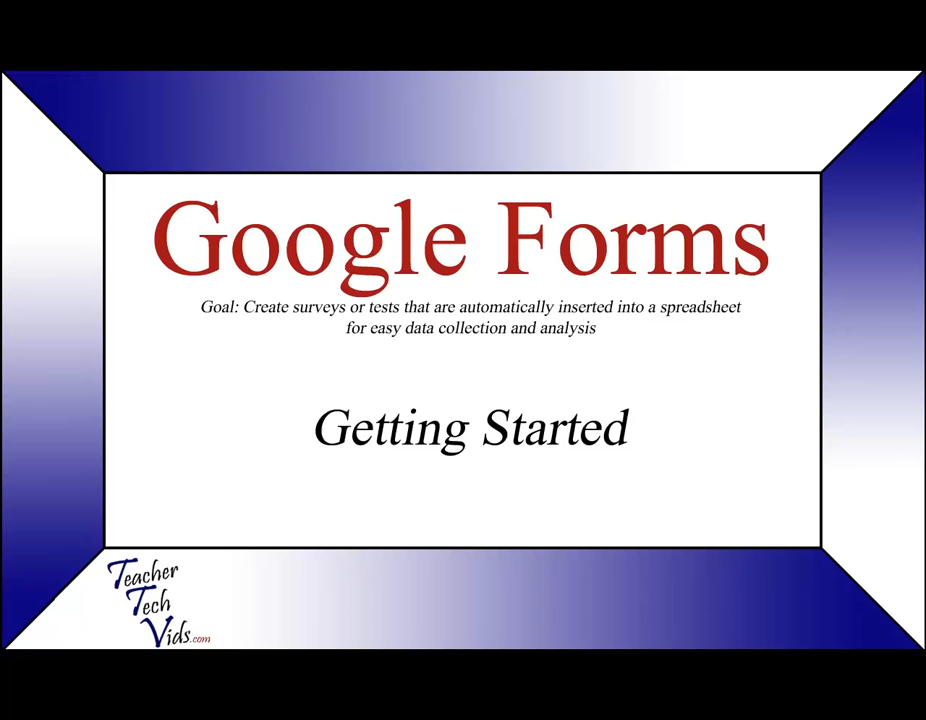 Google Forms
Goal: Create surveys or tests that are automatically inserted into a spreadsheet
for easy data collection and analysis
Getting Started
Teacher
Tech
Vids.com